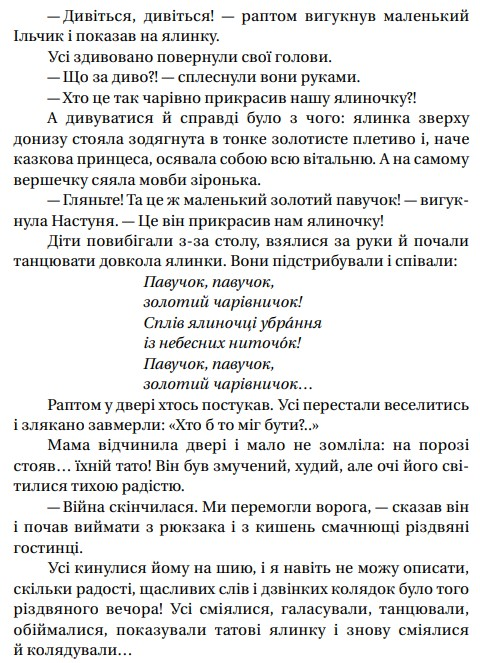 — Дивіться, дивіться! — раптом вигукнув маленький
Ільчик і показав на ялинку.
Усі здивовано повернули свої голови.
— Що за диво?! — сплеснули вони руками.
— Хто це так чарівно прикрасив нашу ялиночку?!
А дивуватися й справді було з чого: ялинка зверху
донизу стояла зодягнута в тонке золотисте плетиво і, наче
казкова принцеса, осявала собою всю вітальню. А на самому
вершечку сяяла мовби зіронька.
— Гляньте! Та це ж маленький золотий павучок! — вигук-
нула Настуня. — Це він прикрасив нам ялиночку!
Діти повибігали з-за столу, взялися за руки й почали
танцювати довкола ялинки. Вони підстрибували і співали:
Павучок, павучок,
золотий чарівничок!
Сплів ялиночці убра́ння
із небесних ниточо́к!
Павучок, павучок,
золотий чарівничок…
Раптом у двері хтось постукав. Усі перестали веселитись
і злякано завмерли: «Хто б то міг бути?..»
Мама відчинила двері і мало не зомліла: на порозі
стояв… їхній тато! Він був змучений, худий, але очі його сві-
тилися тихою радістю.
— Війна скінчилася. Ми перемогли ворога, — сказав він
і почав виймати з рюкзака і з кишень смачнющі різдвяні
гостинці.
Усі кинулися йому на шию, і я навіть не можу описати,
скільки радості, щасливих слів і дзвінких колядок було того
різдвяного вечора! Усі сміялися, галасували, танцювали,
обіймалися, показували татові ялинку і знову сміялися
й колядували…